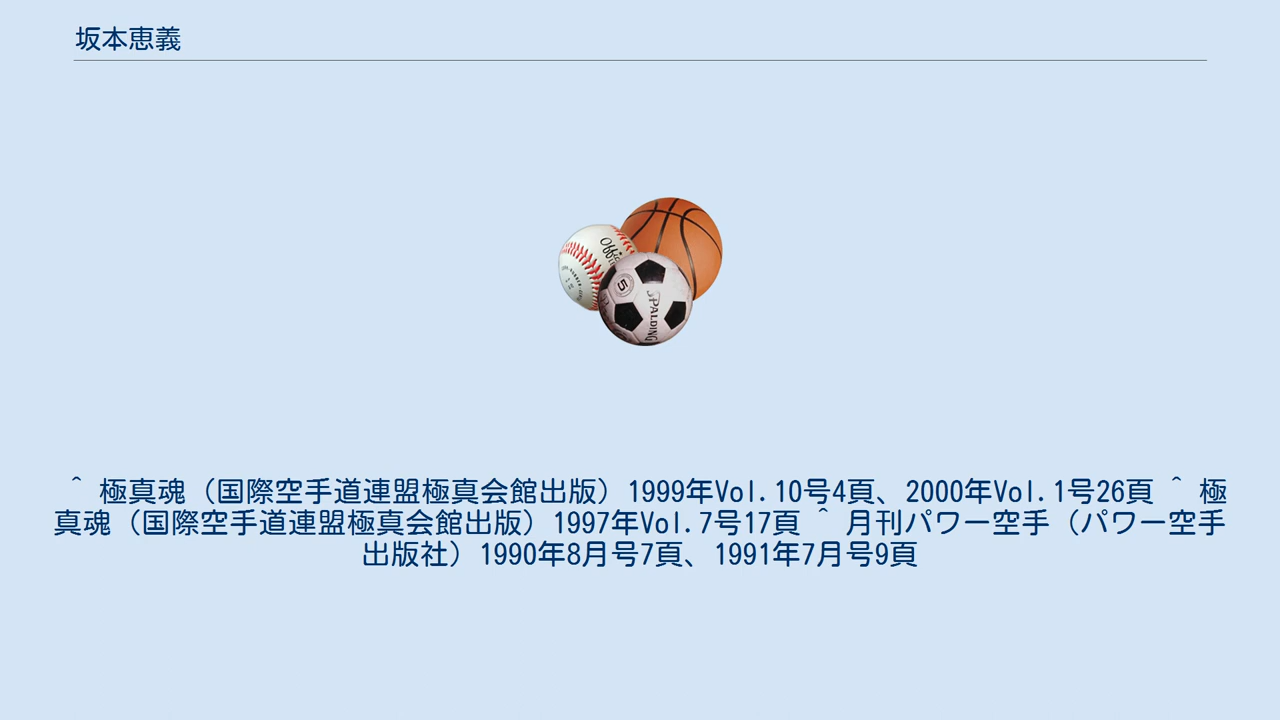 坂本恵義
Offic
5
SPALDING
^ 極真魂（国際空手道連盟極真会館出版）1999年Vol.10号4頁、2000年Vol.1号26頁 ^ 極
真魂（国際空手道連盟極真会館出版）1997年Vol.7号17頁 ^ 月刊パワー空手（パワー空手
出版社）1990年8月号7頁、1991年7月号9頁